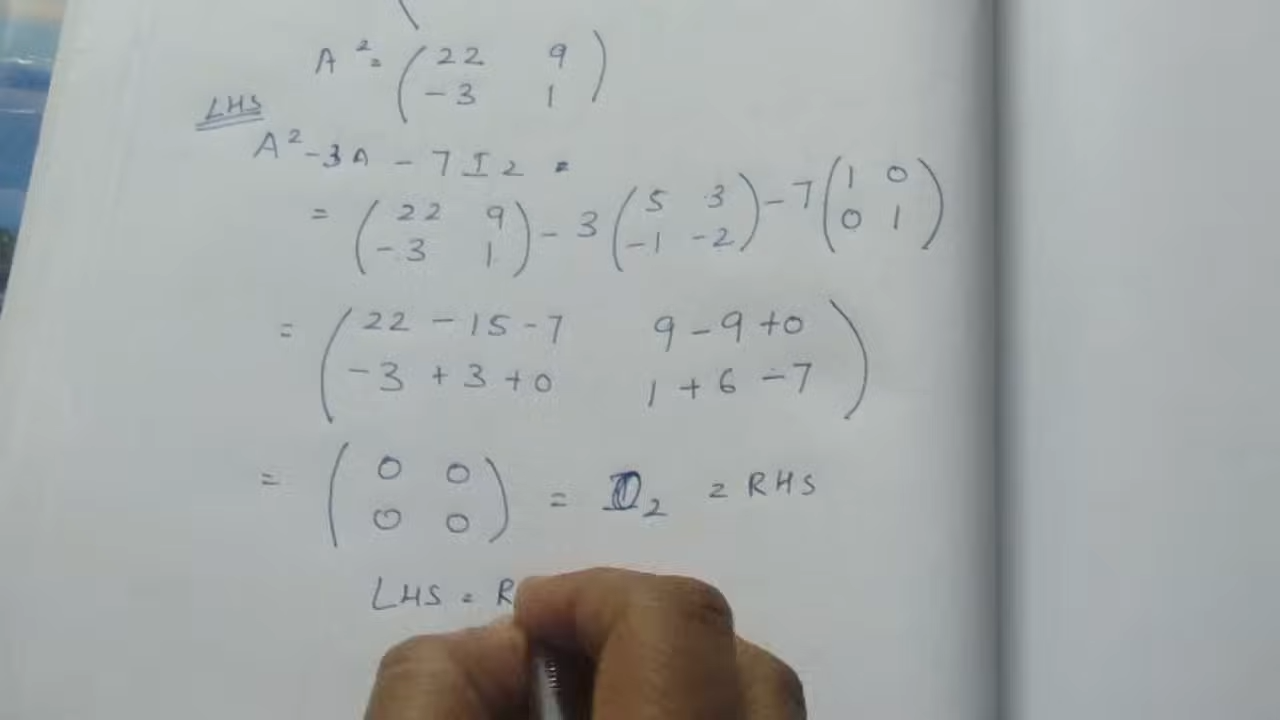 A² = ( 22 9
-3 1 )
LHS
A² - 3A - 7I2 =
= ( 22 9 -3 1 ) - 3 ( 5 3 -1 -2 ) - 7 ( 1 0 0 1 )
= ( 22 - 15 - 7 9 - 9 + 0
-3 + 3 + 0 1 + 6 - 7 )
= ( 0 0 0 0 ) = O2 = RHS
LHS = R